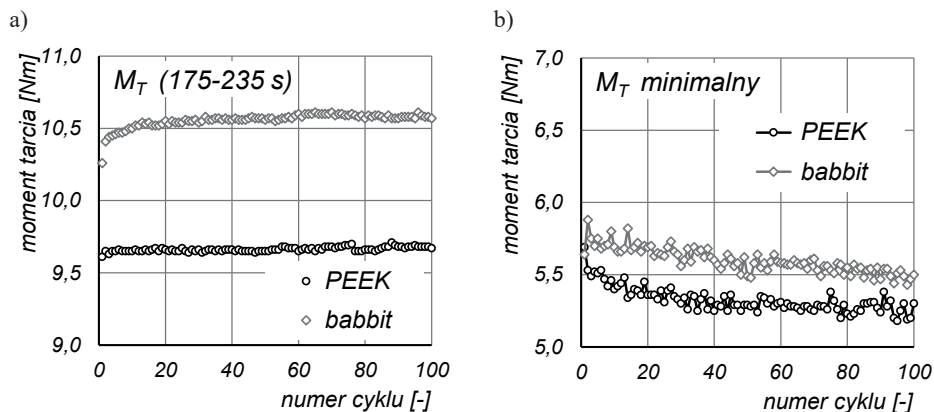 a)
moment tarcia [Nm]
11,0
10,5
10,0
9,5
9,0
M_T (175-235 s)
PEEK
babbit
0 20 40 60 80 100
numer cyklu [-]
b)
moment tarcia [Nm]
7,0
6,5
6,0
5,5
5,0
M_T minimalny
PEEK
babbit
0 20 40 60 80 100
numer cyklu [-]